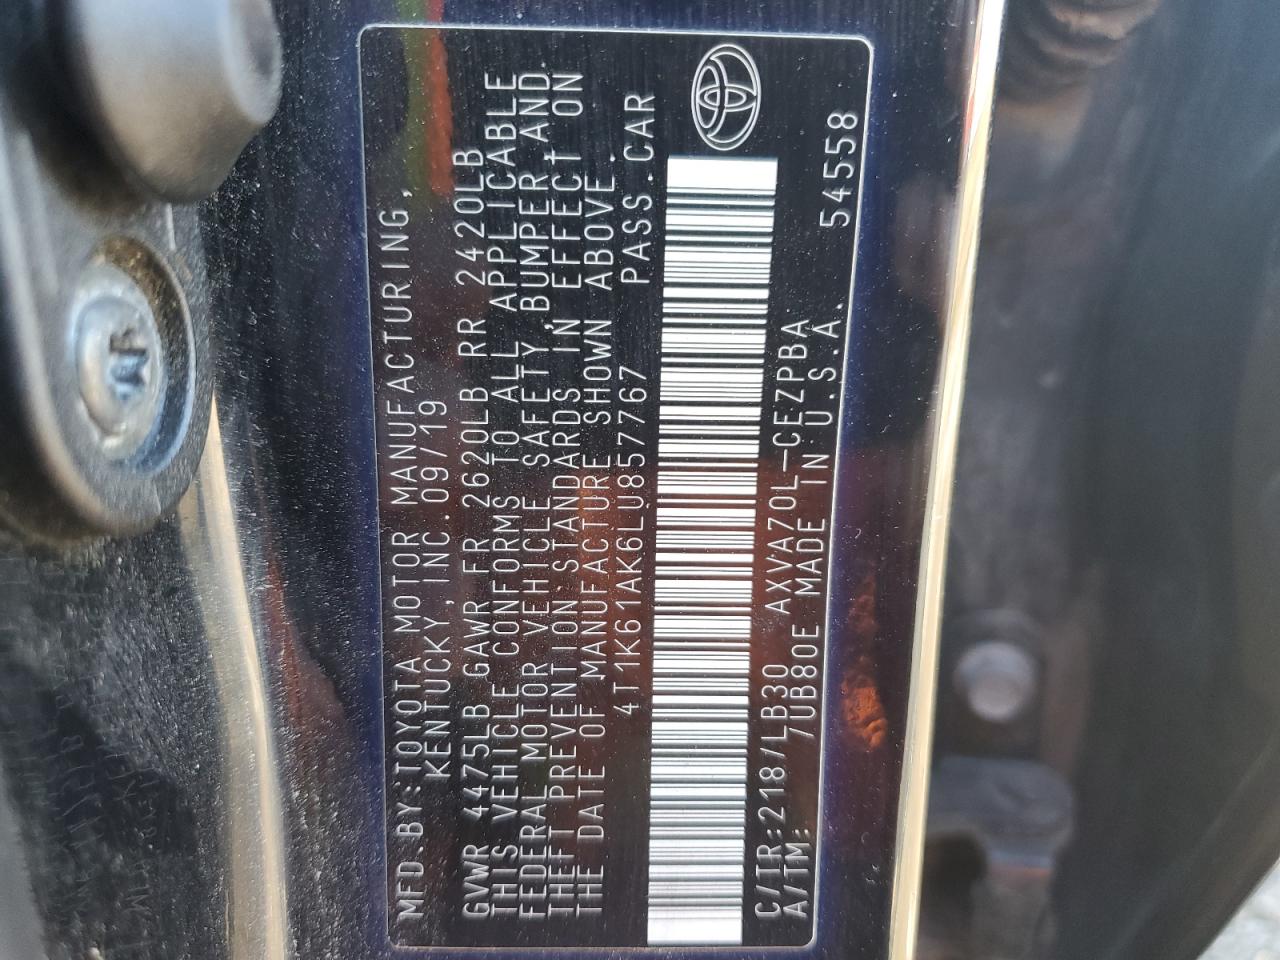 MFD.BY:TOYOTA MOTOR MANUFACTURING,
KENTUCKY,INC.09/19
GVWR 4475LB GAWR FR 2620LB RR 2420LB
THIS VEHICLE CONFORMS TO ALL APPLICABLE
FEDERAL MOTOR VEHICLE SAFETY,BUMPER,AND
THEFT PREVENTION STANDARDS IN EFFECT ON
THE DATE OF MANUFACTURE SHOWN ABOVE.
4T1K61AK6LU857767 PASS.CAR
C/TR:218/LB30 AXVA70L-CEZPBA
A/TM: /UB80E MADE IN U.S.A. 54558